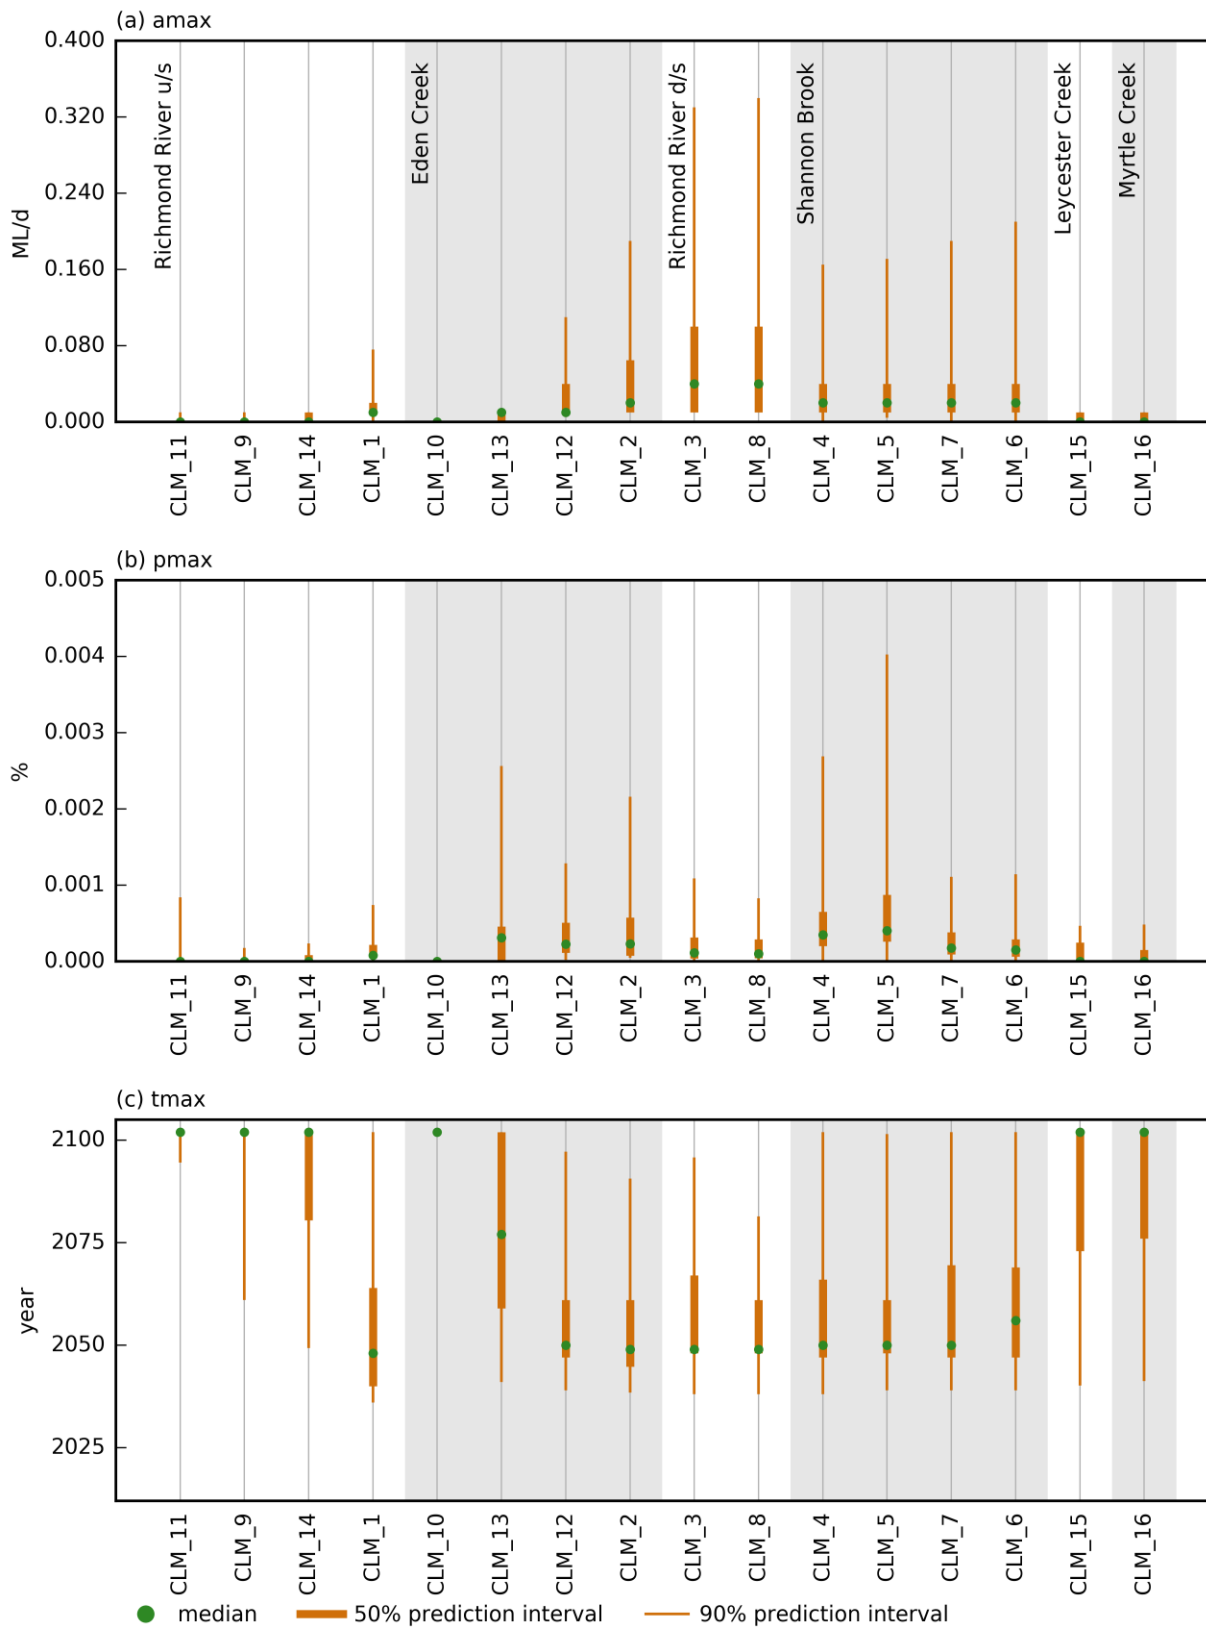 (a) amax
0.400
0.320
0.240
0.160
0.080
0.000
ML/d
Richmond River u/s
Eden Creek
Richmond River d/s
Shannon Brook
Leycester Creek
Myrtle Creek
CLM_11 CLM_9 CLM_14 CLM_1 CLM_10 CLM_13 CLM_12 CLM_2 CLM_3 CLM_8 CLM_4 CLM_5 CLM_7 CLM_6 CLM_15 CLM_16
(b) pmax
0.005
0.004
0.003
0.002
0.001
0.000
%
CLM_11 CLM_9 CLM_14 CLM_1 CLM_10 CLM_13 CLM_12 CLM_2 CLM_3 CLM_8 CLM_4 CLM_5 CLM_7 CLM_6 CLM_15 CLM_16
(c) tmax
2100
2075
2050
2025
year
CLM_11 CLM_9 CLM_14 CLM_1 CLM_10 CLM_13 CLM_12 CLM_2 CLM_3 CLM_8 CLM_4 CLM_5 CLM_7 CLM_6 CLM_15 CLM_16
median 50% prediction interval 90% prediction interval